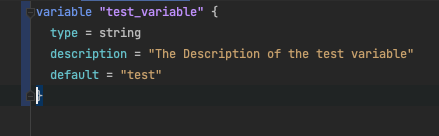 variable "test_variable" {
  type = string
  description = "The Description of the test variable"
  default = "test"
}